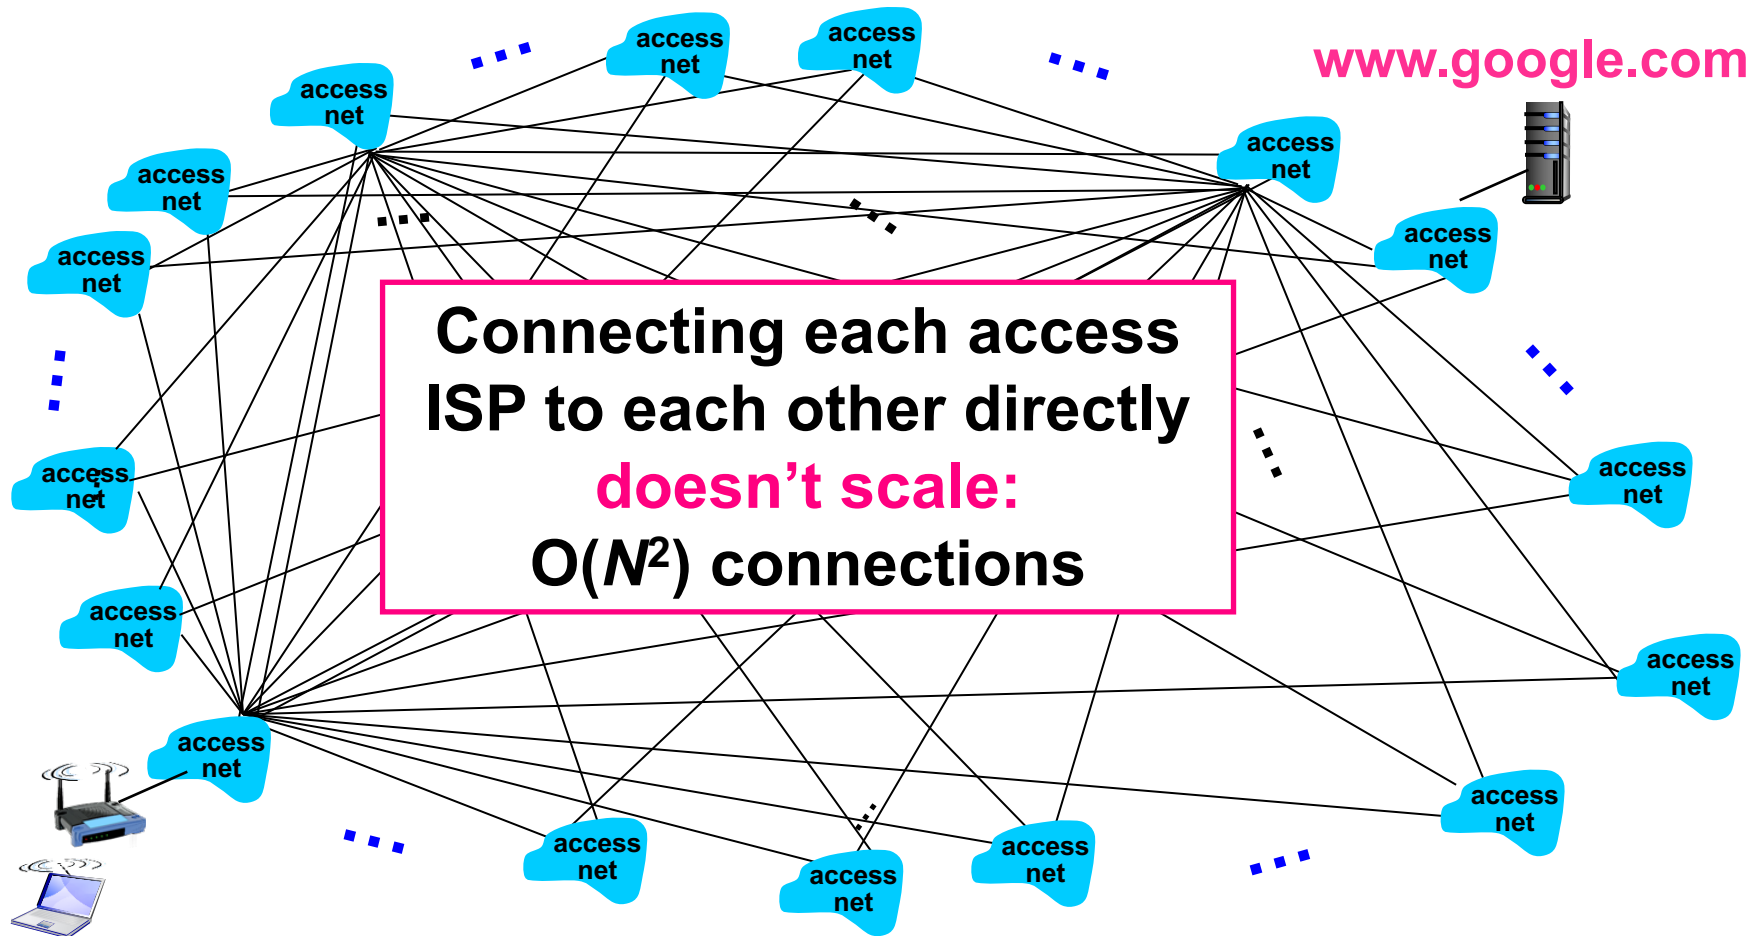 access
net
access
net
www.google.com
access
net
access
net
access
net
access
net
access
net
Connecting each access
ISP to each other directly
doesn’t scale:
O(N²) connections
access
net
access
net
access
net
access
net
access
net
access
net
access
net
access
net
access
net
access
net